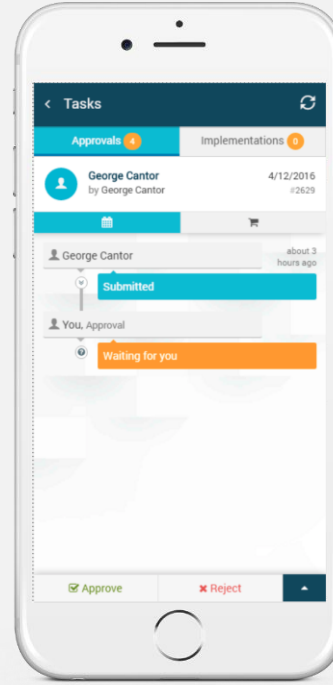 Tasks
Approvals 4
Implementations 0
George Cantor
4/12/2016
by George Cantor
#2629
George Cantor
about 3
hours ago
Submitted
You, Approval
Waiting for you
Approve
Reject